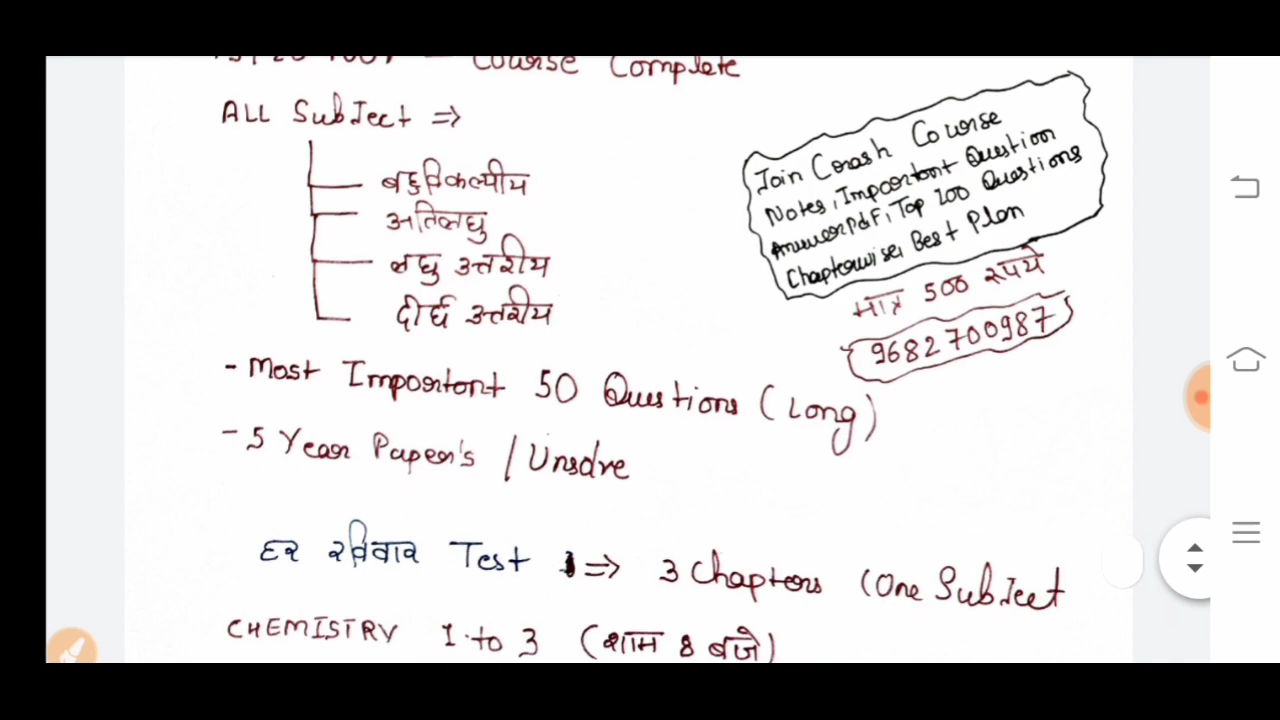 Course Complete
ALL SubJect ⇒
बहुविकल्पीय
अतिलघु
लघु उत्तरीय
दीर्घ उत्तरीय
Join Crash Course
Notes, Important Question
Answer PdF, Top 200 Questions
Chapterwise, Best Plan
मात्र 500 रुपये
9682700987
- Most Important 50 Questions (Long)
- 5 Year Paper's / Unsolve
हर रविवार Test ⇒ 3 Chapters (One SubJect
CHEMISTRY 1 to 3 (शाम 8 बजे)